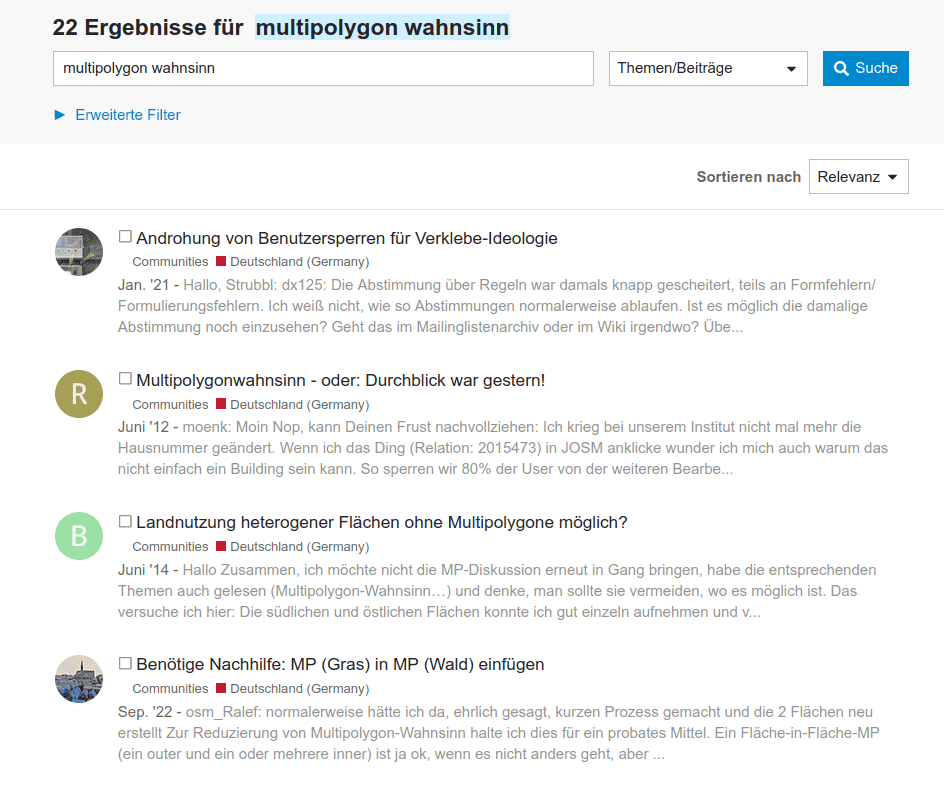 22 Ergebnisse für multipolygon wahnsinn
multipolygon wahnsinn
Themen/Beiträge
Suche
Erweiterte Filter
Sortieren nach
Relevanz
Androhung von Benutzersperren für Verklebe-Ideologie
Communities Deutschland (Germany)
Jan. '21 - Hallo, Strubbl: dx125: Die Abstimmung über Regeln war damals knapp gescheitert, teils an Formfehlern/
Formulierungsfehlern. Ich weiß nicht, wie so Abstimmungen normalerweise ablaufen. Ist es möglich die damalige
Abstimmung noch einzusehen? Geht das im Mailinglistenarchiv oder im Wiki irgendwo? Übe...
R
Multipolygonwahnsinn - oder: Durchblick war gestern!
Communities Deutschland (Germany)
Juni '12 - moenk: Moin Nop, kann Deinen Frust nachvollziehen: Ich krieg bei unserem Institut nicht mal mehr die
Hausnummer geändert. Wenn ich das Ding (Relation: 2015473) in JOSM anklicke wunder ich mich auch warum das
nicht einfach ein Building sein kann. So sperren wir 80% der User von der weiteren Bearbe...
B
Landnutzung heterogener Flächen ohne Multipolygone möglich?
Communities Deutschland (Germany)
Juni '14 - Hallo Zusammen, ich möchte nicht die MP-Diskussion erneut in Gang bringen, habe die entsprechenden
Themen auch gelesen (Multipolygon-Wahnsinn…) und denke, man sollte sie vermeiden, wo es möglich ist. Das
versuche ich hier: Die südlichen und östlichen Flächen konnte ich gut einzeln aufnehmen und v...
Benötige Nachhilfe: MP (Gras) in MP (Wald) einfügen
Communities Deutschland (Germany)
Sep. '22 - osm_Ralef: normalerweise hätte ich da, ehrlich gesagt, kurzen Prozess gemacht und die 2 Flächen neu
erstellt Zur Reduzierung von Multipolygon-Wahnsinn halte ich dies für ein probates Mittel. Ein Fläche-in-Fläche-MP
(ein outer und ein oder mehrere inner) ist ja ok, wenn es nicht anders geht, aber ...